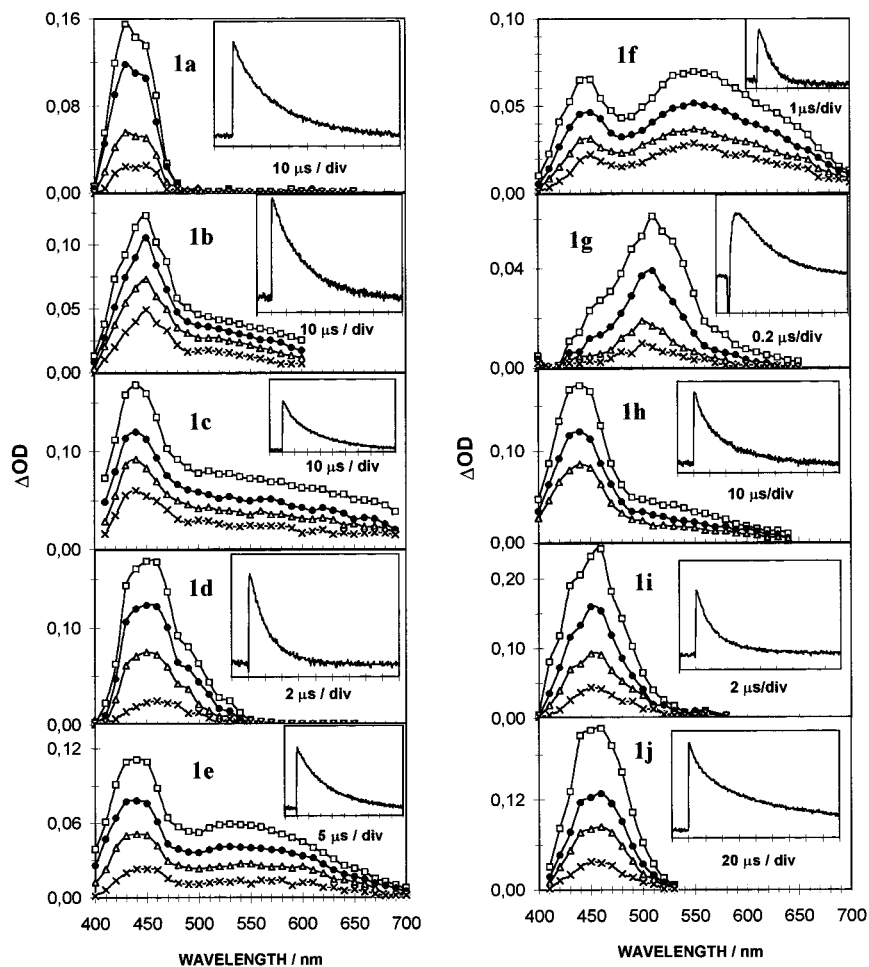 0,16
1a
0,08
10 μs / div
0,00
0,10
1b
0,05
10 μs / div
0,00
1c
0,10
10 μs / div
0,00
1d
0,10
2 μs / div
0,00
0,12
1e
0,06
5 μs / div
0,00
400 450 500 550 600 650 700
WAVELENGTH / nm
ΔOD
0,10
1f
0,05
1μs/div
0,00
1g
0,04
0.2 μs/div
0,00
1h
0,10
10 μs/div
0,00
0,20
1i
0,10
2 μs/div
0,00
1j
0,12
20 μs / div
0,00
400 450 500 550 600 650 700
WAVELENGTH / nm
ΔOD